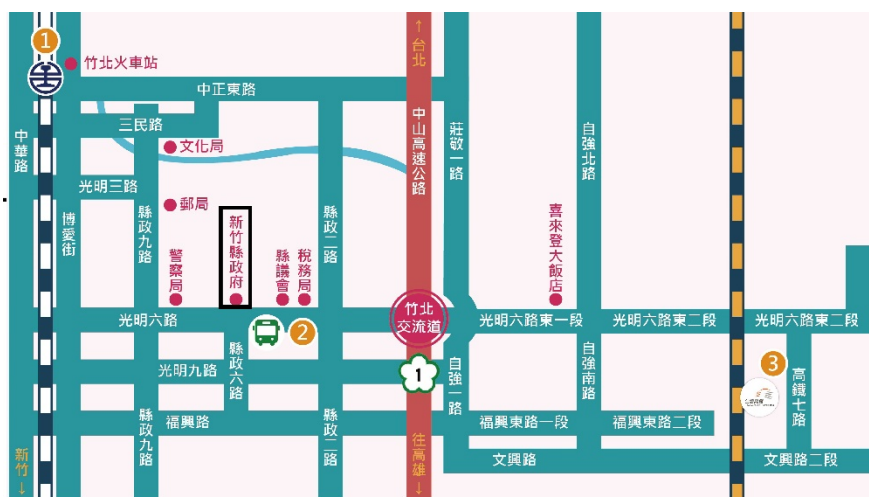 1
竹北火車站
↑台北
中正東路
三民路
文化局
中華路
中山高速公路
莊敬一路
自強北路
光明三路
郵局
博愛街
縣政九路
新竹縣政府
縣政二路
喜來登大飯店
警察局
縣議會
稅務局
光明六路
2
竹北
交流道
光明六路東一段
光明六路東二段
光明六路東二段
縣政六路
光明九路
1
自強一路
自強南路
3
高鐵七路
縣政九路
福興路
縣政二路
福興東路一段
福興東路二段
新竹↓
往高雄↓
文興路
文興路二段